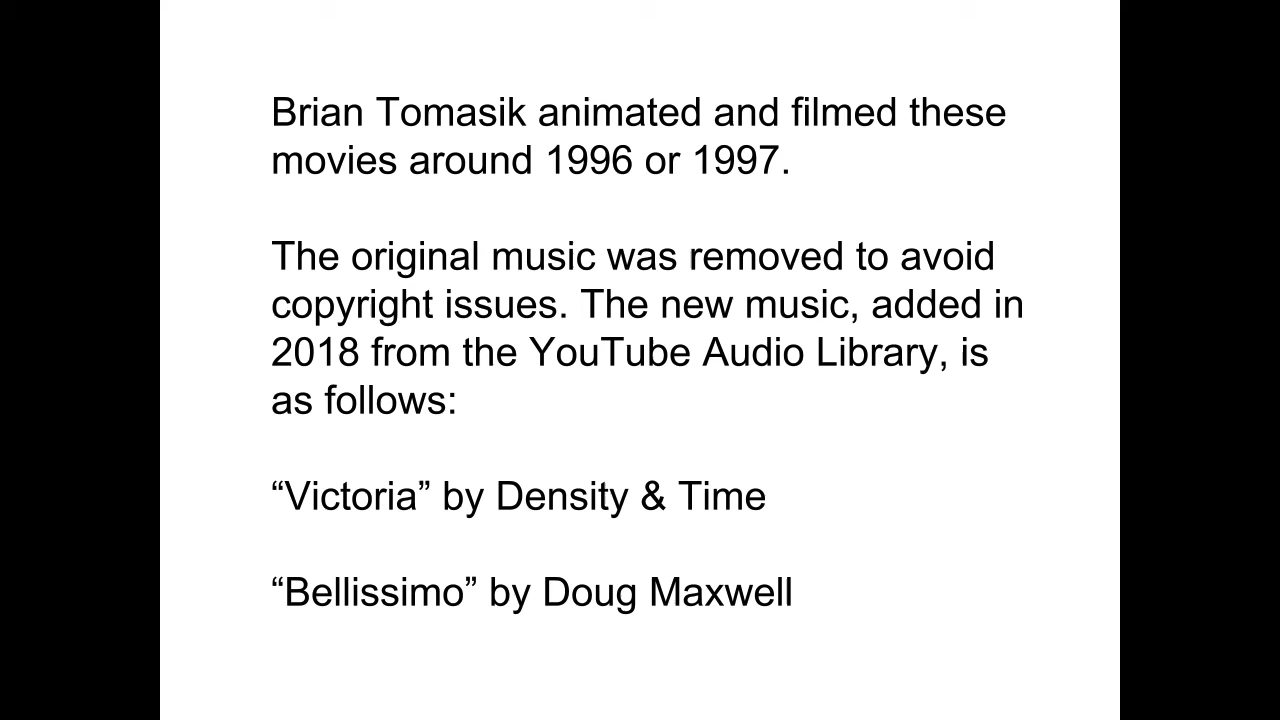 Brian Tomasik animated and filmed these
movies around 1996 or 1997.
The original music was removed to avoid
copyright issues. The new music, added in
2018 from the YouTube Audio Library, is
as follows:
“Victoria” by Density & Time
“Bellissimo” by Doug Maxwell